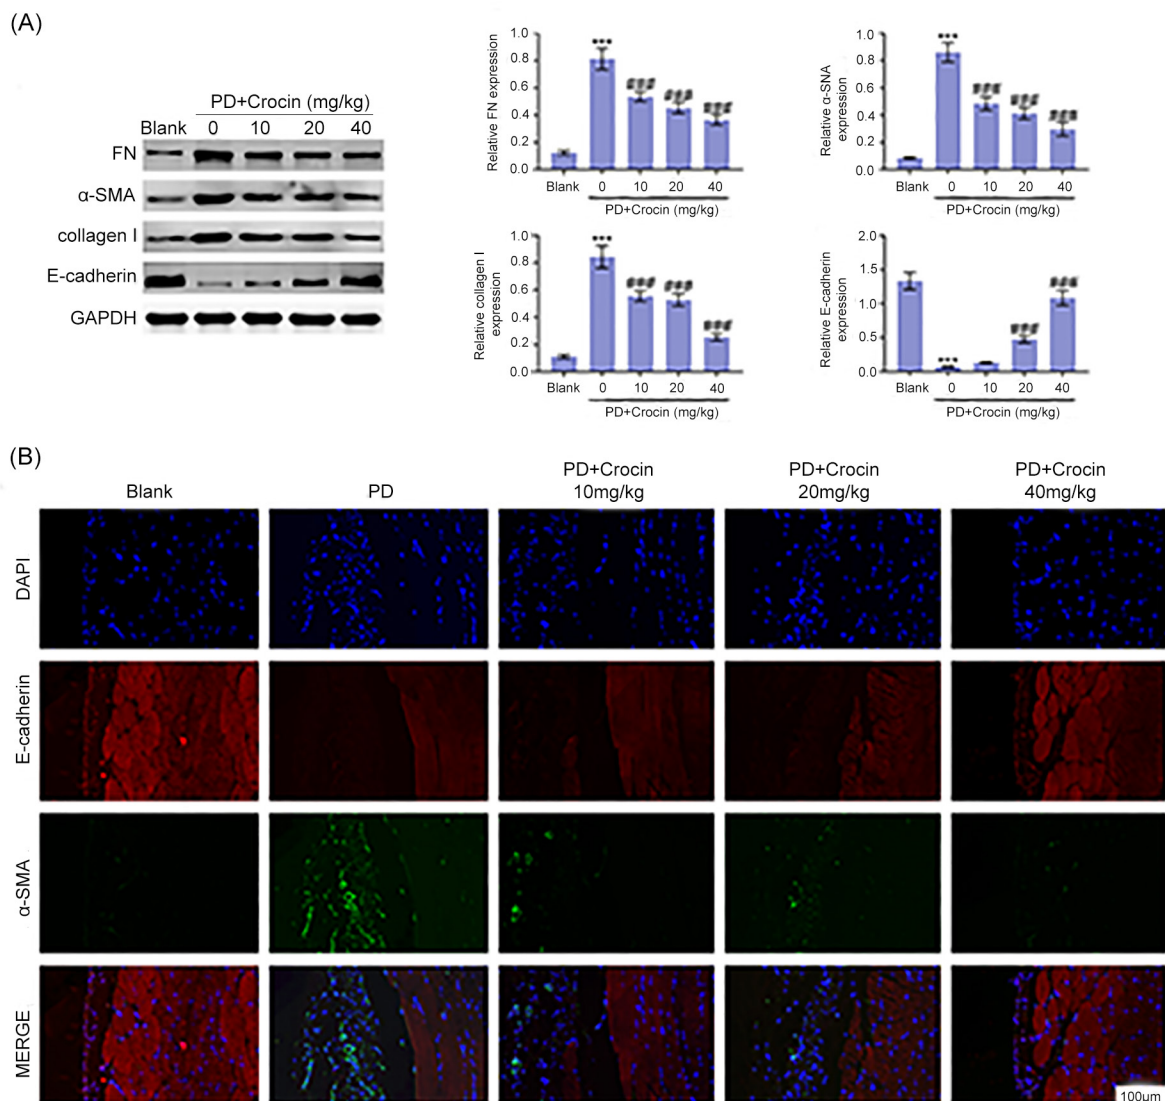 (A)
PD+Crocin (mg/kg)
Blank 0 10 20 40
FN
α-SMA
collagen I
E-cadherin
GAPDH
Relative FN expression
1.0
0.8
0.6
0.4
0.2
0.0
***
###
###
###
Blank 0 10 20 40
PD+Crocin (mg/kg)
Relative α-SNA
expression
1.0
0.8
0.6
0.4
0.2
0.0
***
###
###
###
Blank 0 10 20 40
PD+Crocin (mg/kg)
Relative collagen I
expression
1.0
0.8
0.6
0.4
0.2
0.0
***
###
###
###
Blank 0 10 20 40
PD+Crocin (mg/kg)
Relative E-cadherin
expression
2.0
1.5
1.0
0.5
0.0
***
###
###
Blank 0 10 20 40
PD+Crocin (mg/kg)
(B)
Blank
PD
PD+Crocin
10mg/kg
PD+Crocin
20mg/kg
PD+Crocin
40mg/kg
DAPI
E-cadherin
α-SMA
MERGE
100um